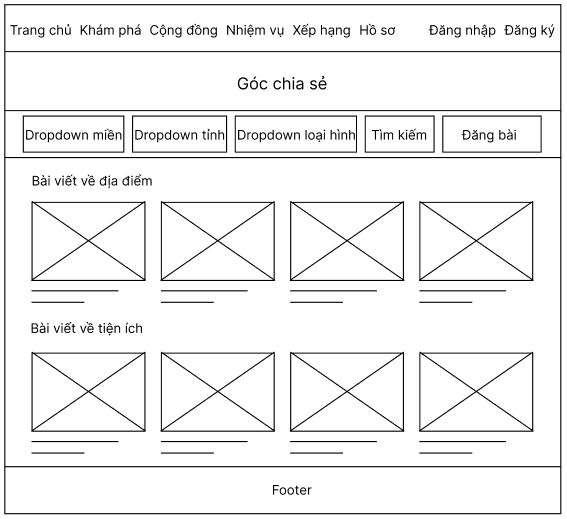 Trang chủ Khám phá Cộng đồng Nhiệm vụ Xếp hạng Hồ sơ Đăng nhập Đăng ký
Góc chia sẻ
Dropdown miền Dropdown tỉnh Dropdown loại hình Tìm kiếm Đăng bài
Bài viết về địa điểm
Bài viết về tiện ích
Footer